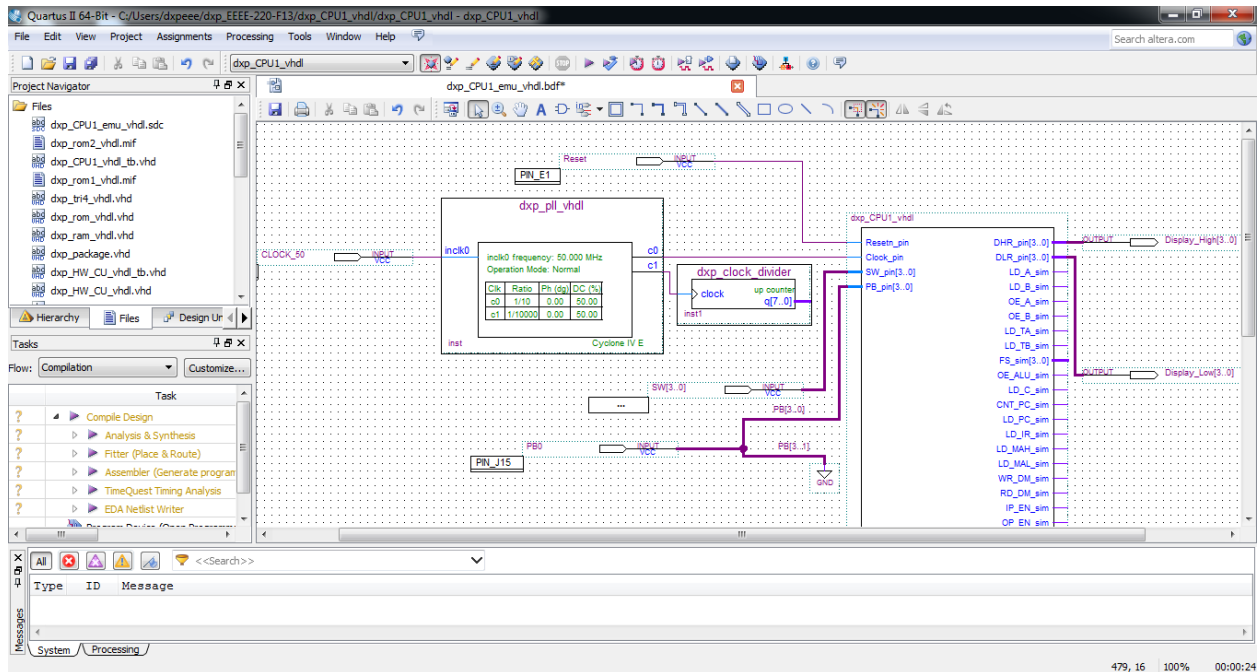 Quartus II 64-Bit - C:/Users/dxpeee/dxp_EEEE-220-F13/dxp_CPU1_vhdl/dxp_CPU1_vhdl - dxp_CPU1_vhdl
File Edit View Project Assignments Processing Tools Window Help
Search altera.com
dxp_CPU1_vhdl
Project Navigator
Files
dxp_CPU1_emu_vhdl.sdc
dxp_rom2_vhdl.mif
dxp_CPU1_vhdl_tb.vhd
dxp_rom1_vhdl.mif
dxp_tri4_vhdl.vhd
dxp_rom_vhdl.vhd
dxp_ram_vhdl.vhd
dxp_package.vhd
dxp_HW_CU_vhdl_tb.vhd
dxp_HW_CU_vhdl.vhd
Hierarchy Files Design Ur
Tasks
Flow: Compilation Customize...
Task
? Compile Design
? Analysis & Synthesis
? Fitter (Place & Route)
? Assembler (Generate program
? TimeQuest Timing Analysis
? EDA Netlist Writer
dxp_CPU1_emu_vhdl.bdf*
Reset INPUT
VCC
PIN_E1
dxp_pll_vhdl
CLOCK_50 INPUT
VCC
inclk0
c0
c1
inclk0 frequency: 50.000 MHz
Operation Mode: Normal
Clk Ratio Ph (dg) DC (%)
c0 1/10 0.00 50.00
c1 1/10000 0.00 50.00
inst Cyclone IV E
dxp_clock_divider
clock up counter
q[7..0]
inst1
SW[3..0] INPUT
VCC
...
PB[3..0]
PB0 INPUT
VCC
PB[3..1]
PIN_J15
GND
dxp_CPU1_vhdl
Resetn_pin DHR_pin[3..0]
Clock_pin DLR_pin[3..0]
SW_pin[3..0] LD_A_sim
PB_pin[3..0] LD_B_sim
OE_A_sim
OE_B_sim
LD_TA_sim
LD_TB_sim
FS_sim[3..0]
OE_ALU_sim
LD_C_sim
CNT_PC_sim
LD_PC_sim
LD_IR_sim
LD_MAH_sim
LD_MAL_sim
WR_DM_sim
RD_DM_sim
IP_EN_sim
OP_EN_sim
OUTPUT Display_High[3..0]
OUTPUT Display_Low[3..0]
Messages
All <<Search>>
Type ID Message
System Processing
479, 16 100% 00:00:24